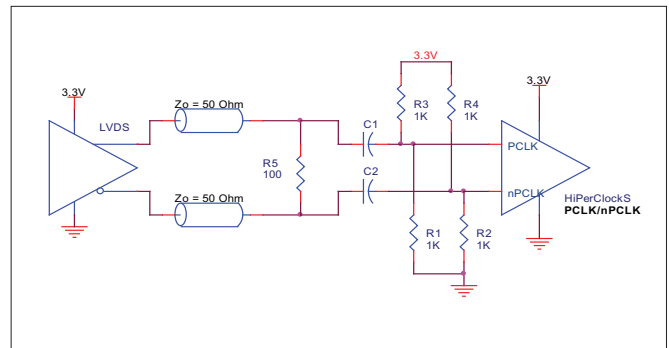 3.3V
LVDS
Zo = 50 Ohm
Zo = 50 Ohm
R5
100
C1
C2
3.3V
R3
1K
R4
1K
R1
1K
R2
1K
3.3V
PCLK
nPCLK
HiPerClockS
PCLK/nPCLK